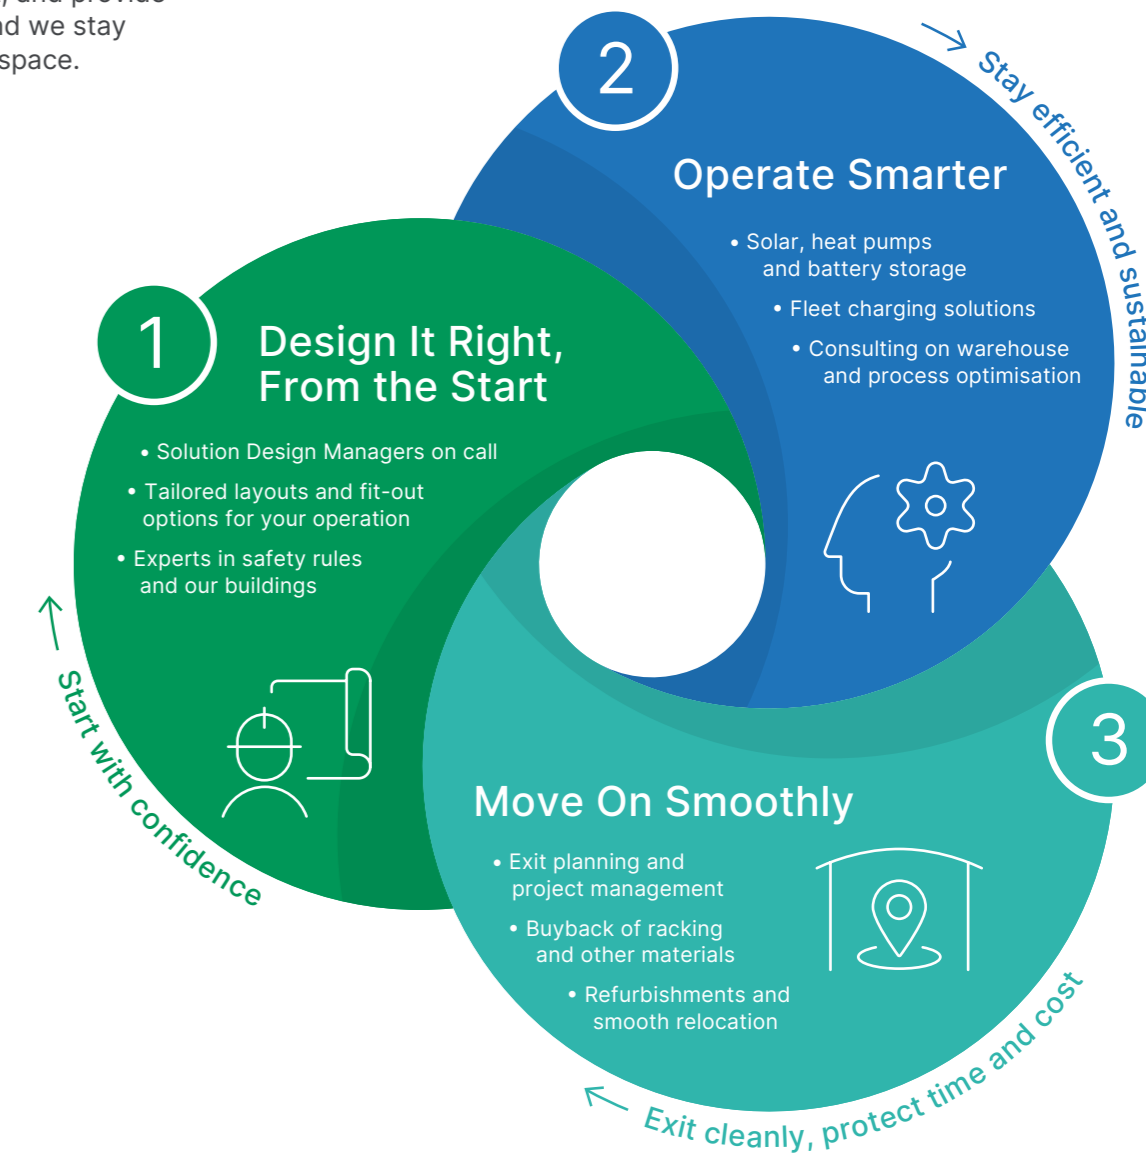 , and provide
nd we stay
space.
1
Design It Right,
From the Start
• Solution Design Managers on call
• Tailored layouts and fit-out
options for your operation
• Experts in safety rules
and our buildings
Start with confidence
2
Operate Smarter
• Solar, heat pumps
and battery storage
• Fleet charging solutions
• Consulting on warehouse
and process optimisation
Stay efficient and sustainable
3
Move On Smoothly
• Exit planning and
project management
• Buyback of racking
and other materials
• Refurbishments and
smooth relocation
Exit cleanly, protect time and cost